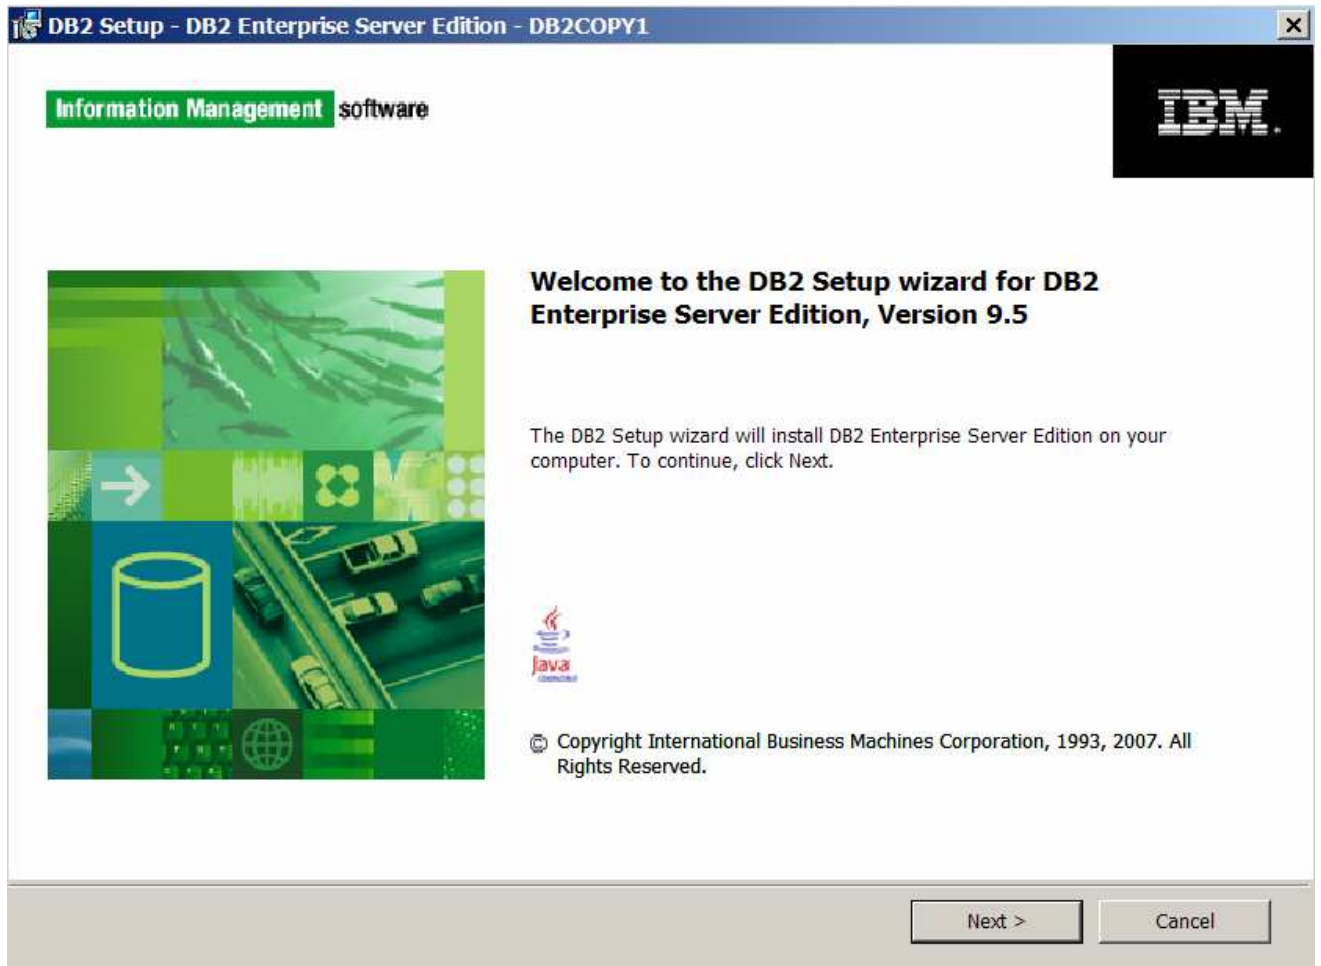 DB2 Setup - DB2 Enterprise Server Edition - DB2COPY1
Information Management software
IBM.
Welcome to the DB2 Setup wizard for DB2
Enterprise Server Edition, Version 9.5
The DB2 Setup wizard will install DB2 Enterprise Server Edition on your
computer. To continue, click Next.
Java
© Copyright International Business Machines Corporation, 1993, 2007. All
Rights Reserved.
Next >
Cancel